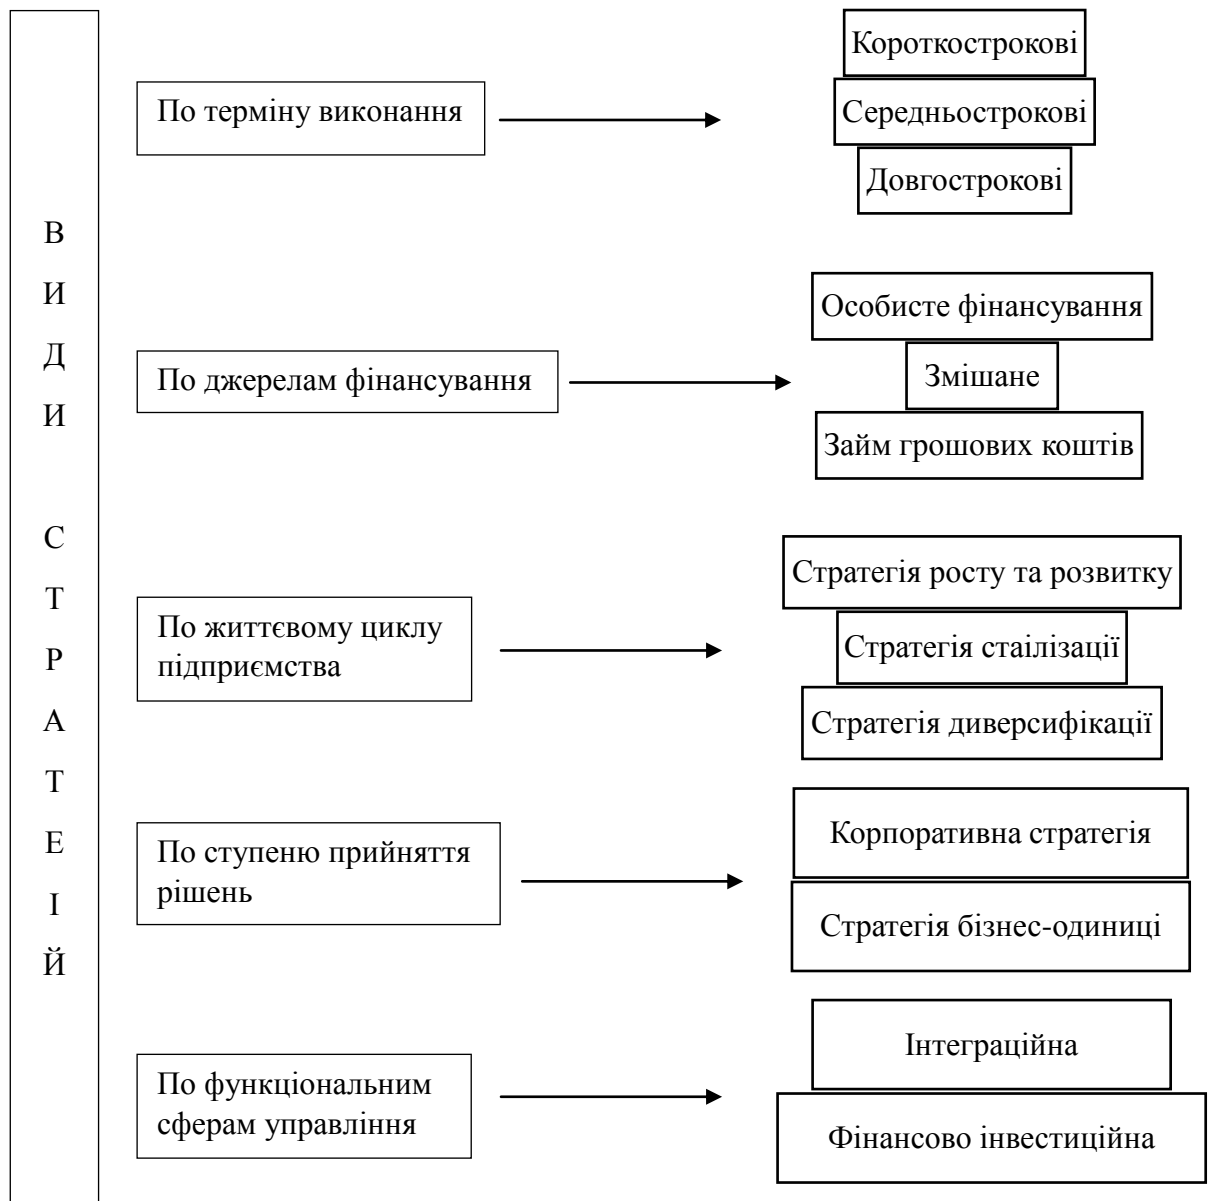 ВИДИ СТРАТЕІЙ
По терміну виконання
Короткострокові
Середньострокові
Довгострокові
По джерелам фінансування
Особисте фінансування
Змішане
Займ грошових коштів
По життєвому циклу
підприємства
Стратегія росту та розвитку
Стратегія стаілізації
Стратегія диверсифікації
По ступеню прийняття
рішень
Корпоративна стратегія
Стратегія бізнес-одиниці
По функціональним
сферам управління
Інтеграційна
Фінансово інвестиційна